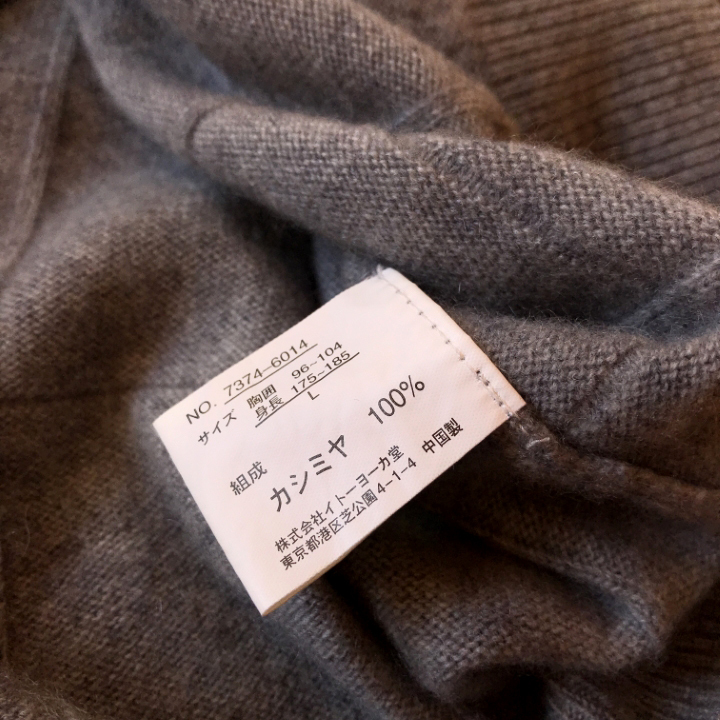 NO. 7374-6014
サイズ 胸囲 96~104
身長 175~185
L
組成
カシミヤ 100%
株式会社イトーヨーカ堂
東京都港区芝公園4-1-4 中国製